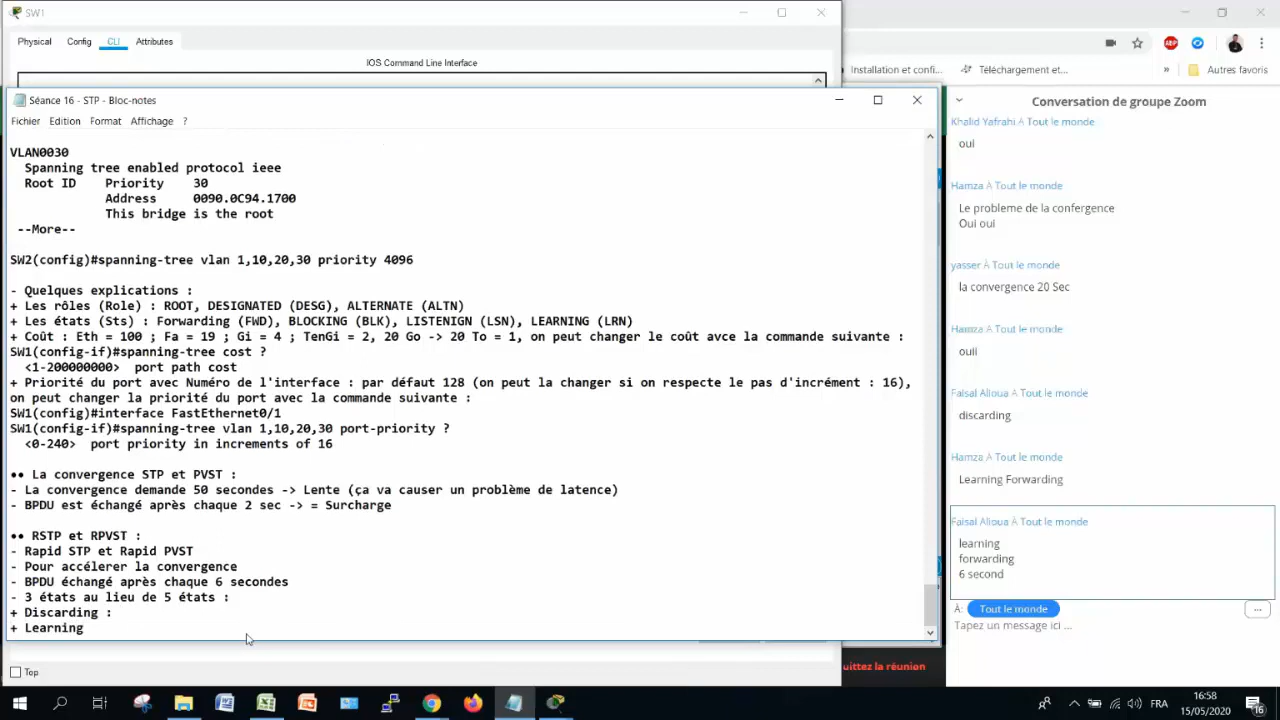 SW1
Physical Config CLI Attributes
IOS Command Line Interface
Séance 16 - STP - Bloc-notes
Fichier Edition Format Affichage ?
VLAN0030
Spanning tree enabled protocol ieee
Root ID Priority 30
Address 0090.0C94.1700
This bridge is the root
--More--
SW2(config)#spanning-tree vlan 1,10,20,30 priority 4096
- Quelques explications :
+ Les rôles (Role) : ROOT, DESIGNATED (DESG), ALTERNATE (ALTN)
+ Les états (Sts) : Forwarding (FWD), BLOCKING (BLK), LISTENIGN (LSN), LEARNING (LRN)
+ Coût : Eth = 100 ; Fa = 19 ; Gi = 4 ; TenGi = 2, 20 Go -> 20 To = 1, on peut changer le coût avce la commande suivante :
SW1(config-if)#spanning-tree cost ?
<1-200000000> port path cost
+ Priorité du port avec Numéro de l'interface : par défaut 128 (on peut la changer si on respecte le pas d'incrément : 16),
on peut changer la priorité du port avec la commande suivante :
SW1(config)#interface FastEthernet0/1
SW1(config-if)#spanning-tree vlan 1,10,20,30 port-priority ?
<0-240> port priority in increments of 16
•• La convergence STP et PVST :
- La convergence demande 50 secondes -> Lente (ça va causer un problème de latence)
- BPDU est échangé après chaque 2 sec -> = Surcharge
•• RSTP et RPVST :
- Rapid STP et Rapid PVST
- Pour accélerer la convergence
- BPDU échangé après chaque 6 secondes
- 3 états au lieu de 5 états :
+ Discarding :
+ Learning
Top
Installation et confi... Téléchargement et... » Autres favoris
ABP
Conversation de groupe Zoom
Khalid Yafrahi À Tout le monde
oui
Hamza À Tout le monde
Le probleme de la confergence
Oui oui
yasser À Tout le monde
la convergence 20 Sec
Hamza À Tout le monde
ouii
Faisal Alioua À Tout le monde
discarding
Hamza À Tout le monde
Learning Forwarding
Faisal Alioua À Tout le monde
learning
forwarding
6 second
À: Tout le monde ...
Tapez un message ici ...
uittez la réunion
FRA
16:58
15/05/2020
16